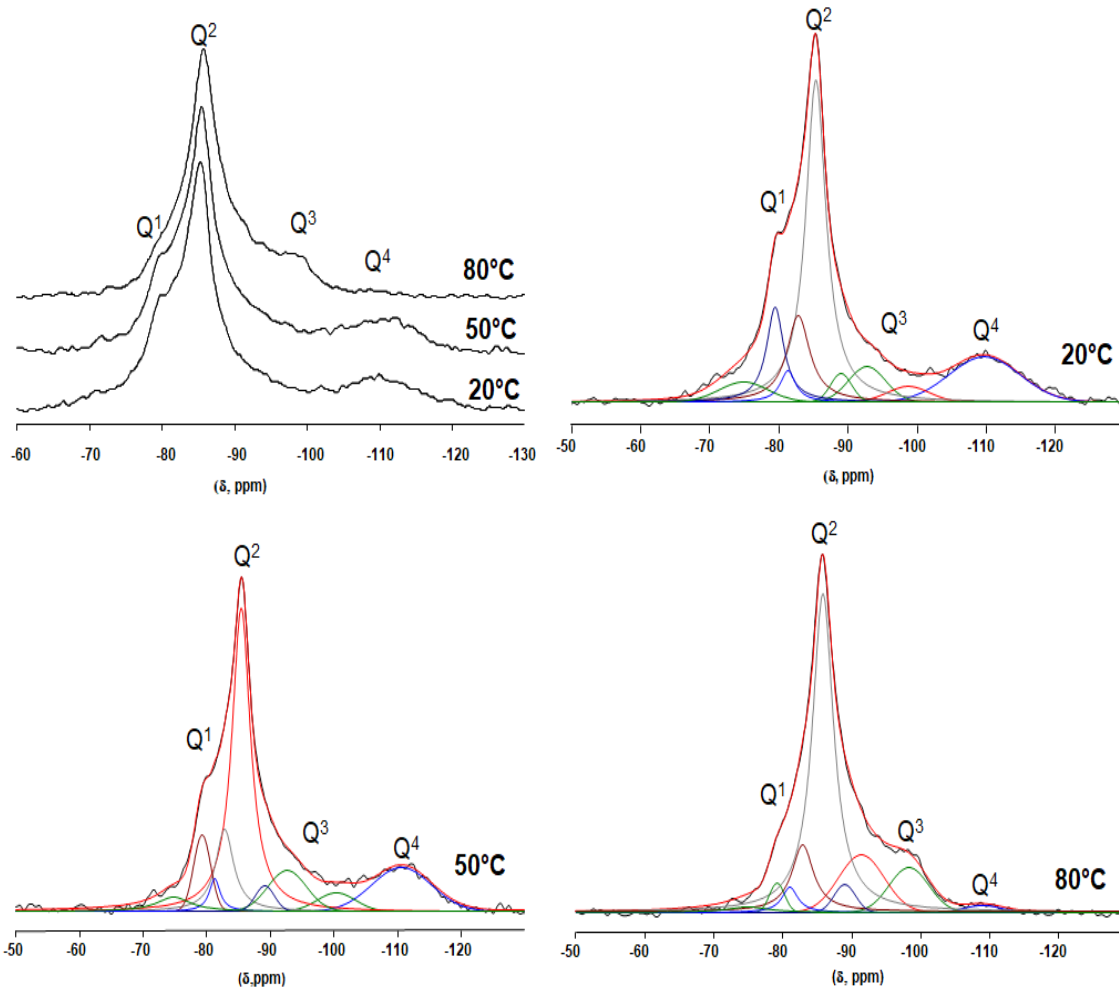 Q²
Q¹
Q³
Q⁴
80ºC
50ºC
20ºC
-60 -70 -80 -90 -100 -110 -120 -130
(δ, ppm)
Q²
Q¹
Q³
Q⁴
20ºC
-50 -60 -70 -80 -90 -100 -110 -120
(δ, ppm)
Q²
Q¹
Q³
Q⁴
50ºC
-50 -60 -70 -80 -90 -100 -110 -120
(δ,ppm)
Q²
Q¹
Q³
Q⁴
80ºC
-50 -60 -70 -80 -90 -100 -110 -120
(δ, ppm)